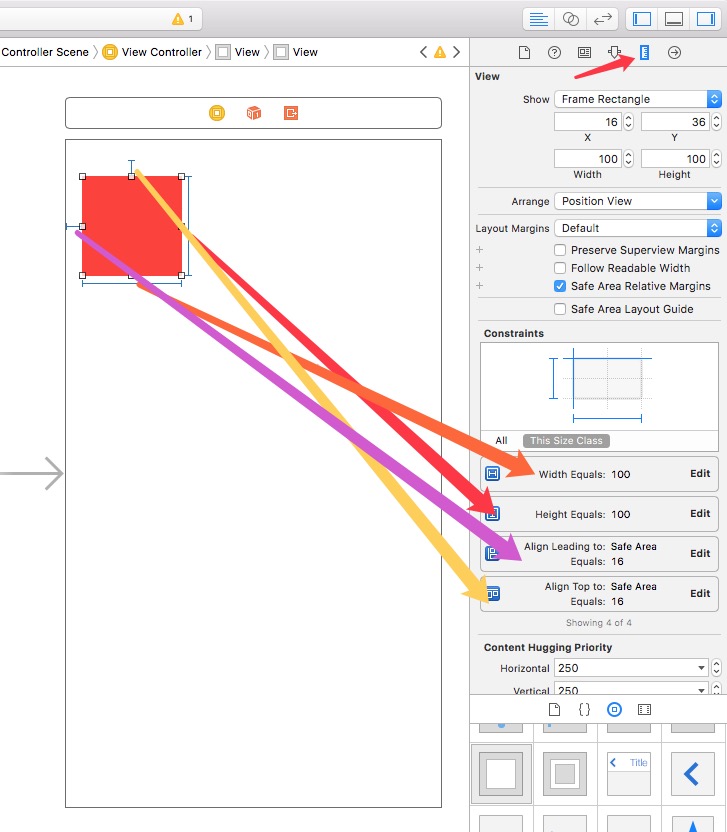 1
Controller Scene View Controller View View
View
Show Frame Rectangle
16 36
X Y
100 100
Width Height
Arrange Position View
Layout Margins Default
Preserve Superview Margins
Follow Readable Width
Safe Area Relative Margins
Safe Area Layout Guide
Constraints
All This Size Class
Width Equals: 100 Edit
Height Equals: 100 Edit
Align Leading to: Safe Area
Equals: 16 Edit
Align Top to: Safe Area
Equals: 16 Edit
Showing 4 of 4
Content Hugging Priority
Horizontal 250
Vertical 250
{ }
Title